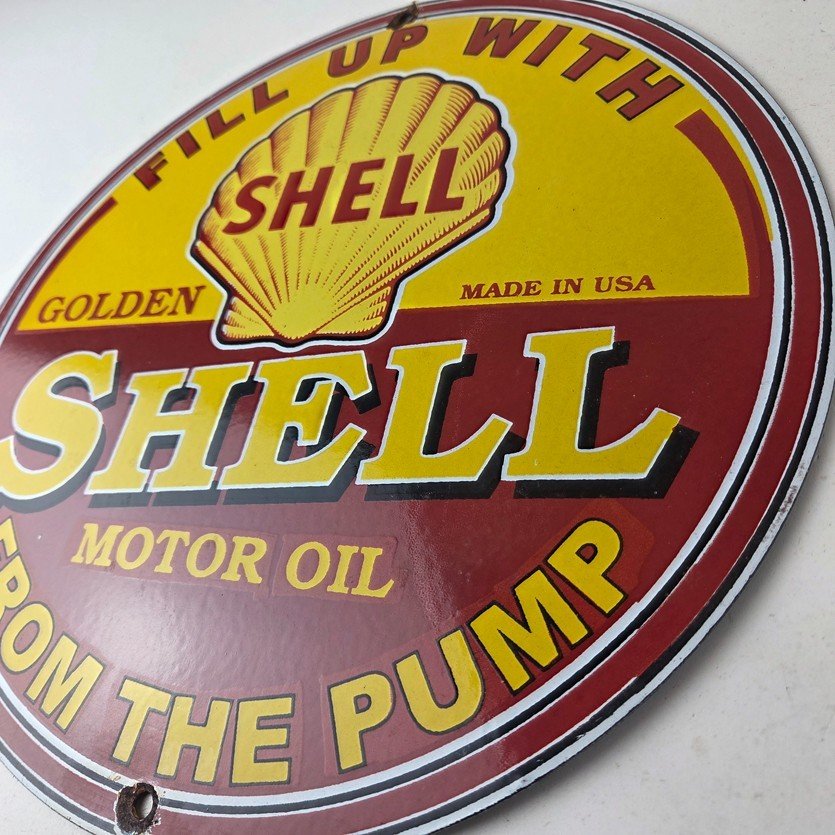 FILL UP WITH
SHELL
GOLDEN
MADE IN USA
SHELL
MOTOR OIL
FROM THE PUMP